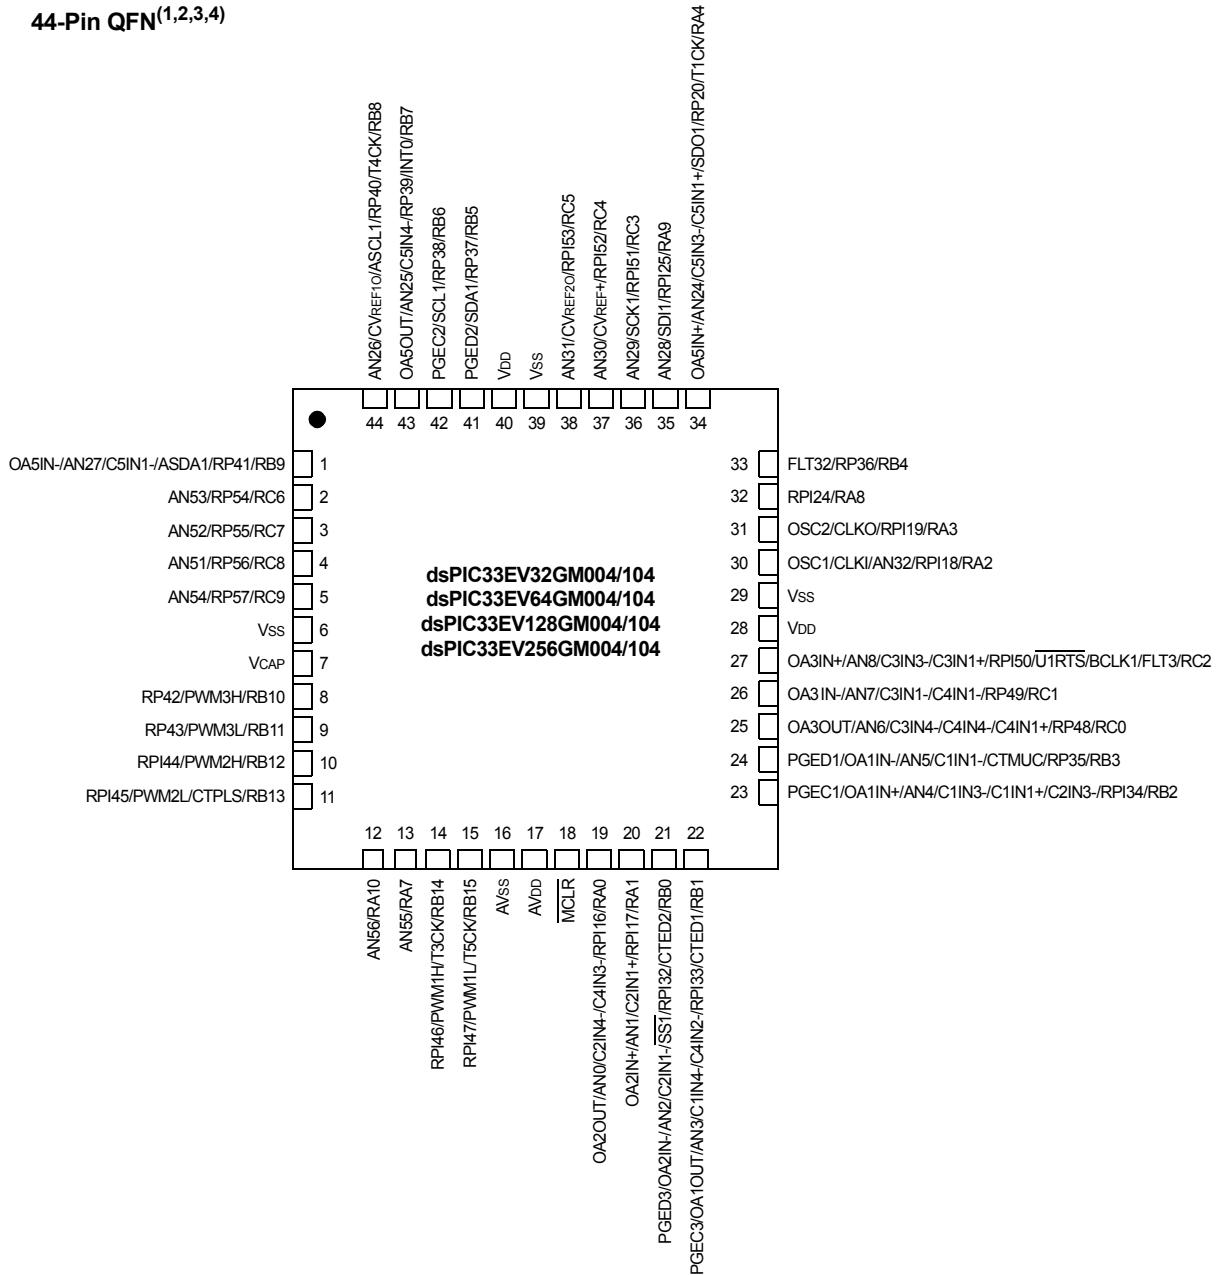 44-Pin QFN(1,2,3,4)
AN26/CVREF1O/ASCL1/RP40/T4CK/RB8
OA5OUT/AN25/C5IN4-/RP39/INT0/RB7
PGEC2/SCL1/RP38/RB6
PGED2/SDA1/RP37/RB5
VDD
VSS
AN31/CVREF2O/RPI53/RC5
AN30/CVREF+/RPI52/RC4
AN29/SCK1/RPI51/RC3
AN28/SDI1/RPI25/RA9
OA5IN+/AN24/C5IN3-/C5IN1+/SDO1/RP20/T1CK/RA4
44 43 42 41 40 39 38 37 36 35 34
OA5IN-/AN27/C5IN1-/ASDA1/RP41/RB9 1
AN53/RP54/RC6 2
AN52/RP55/RC7 3
AN51/RP56/RC8 4
AN54/RP57/RC9 5
VSS 6
VCAP 7
RP42/PWM3H/RB10 8
RP43/PWM3L/RB11 9
RPI44/PWM2H/RB12 10
RPI45/PWM2L/CTPLS/RB13 11
dsPIC33EV32GM004/104
dsPIC33EV64GM004/104
dsPIC33EV128GM004/104
dsPIC33EV256GM004/104
33 FLT32/RP36/RB4
32 RPI24/RA8
31 OSC2/CLKO/RPI19/RA3
30 OSC1/CLKI/AN32/RPI18/RA2
29 VSS
28 VDD
27 OA3IN+/AN8/C3IN3-/C3IN1+/RPI50/U1RTS/BCLK1/FLT3/RC2
26 OA3IN-/AN7/C3IN1-/C4IN1-/RP49/RC1
25 OA3OUT/AN6/C3IN4-/C4IN4-/C4IN1+/RP48/RC0
24 PGED1/OA1IN-/AN5/C1IN1-/CTMUC/RP35/RB3
23 PGEC1/OA1IN+/AN4/C1IN3-/C1IN1+/C2IN3-/RPI34/RB2
12 13 14 15 16 17 18 19 20 21 22
AN56/RA10
AN55/RA7
RPI46/PWM1H/T3CK/RB14
RPI47/PWM1L/T5CK/RB15
AVSS
AVDD
MCLR
OA2OUT/AN0/C2IN4-/C4IN3-/RPI16/RA0
OA2IN+/AN1/C2IN1+/RPI17/RA1
PGED3/OA2IN-/AN2/C2IN1-/SS1/RPI32/CTED2/RB0
PGEC3/OA1OUT/AN3/C1IN4-/C4IN2-/RPI33/CTED1/RB1